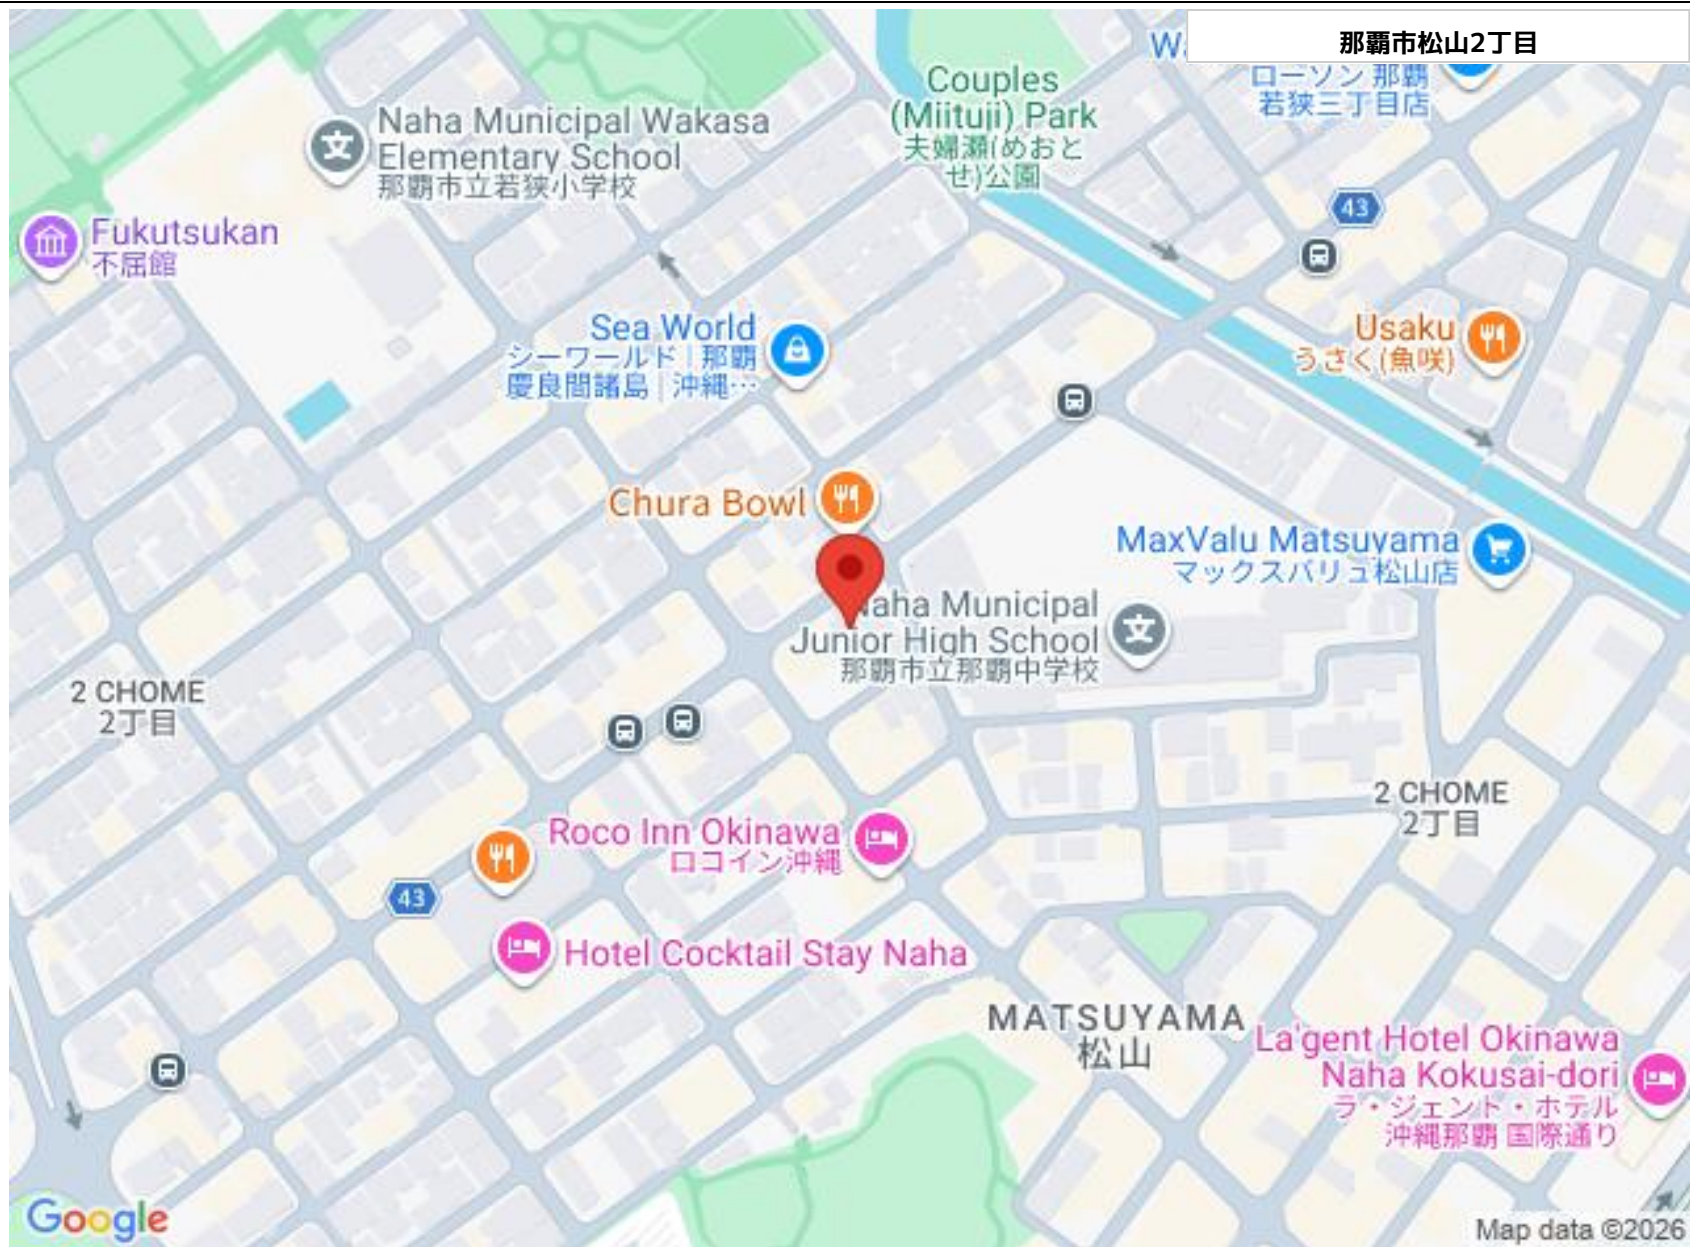 那覇市松山2丁目
W
ローソン 那覇
若狭三丁目店
Couples
(Miituji) Park
夫婦瀬(めおと
せ)公園
Naha Municipal Wakasa
Elementary School
那覇市立若狭小学校
文
43
Fukutsukan
不屈館
Sea World
シーワールド | 那覇
慶良間諸島 | 沖縄…
Usaku
うさく(魚咲)
Chura Bowl
MaxValu Matsuyama
マックスバリュ松山店
Naha Municipal
Junior High School
那覇市立那覇中学校
文
2 CHOME
2丁目
2 CHOME
2丁目
Roco Inn Okinawa
ロコイン沖縄
43
Hotel Cocktail Stay Naha
MATSUYAMA
松山
La'gent Hotel Okinawa
Naha Kokusai-dori
ラ・ジェント・ホテル
沖縄那覇 国際通り
Google
Map data ©2026